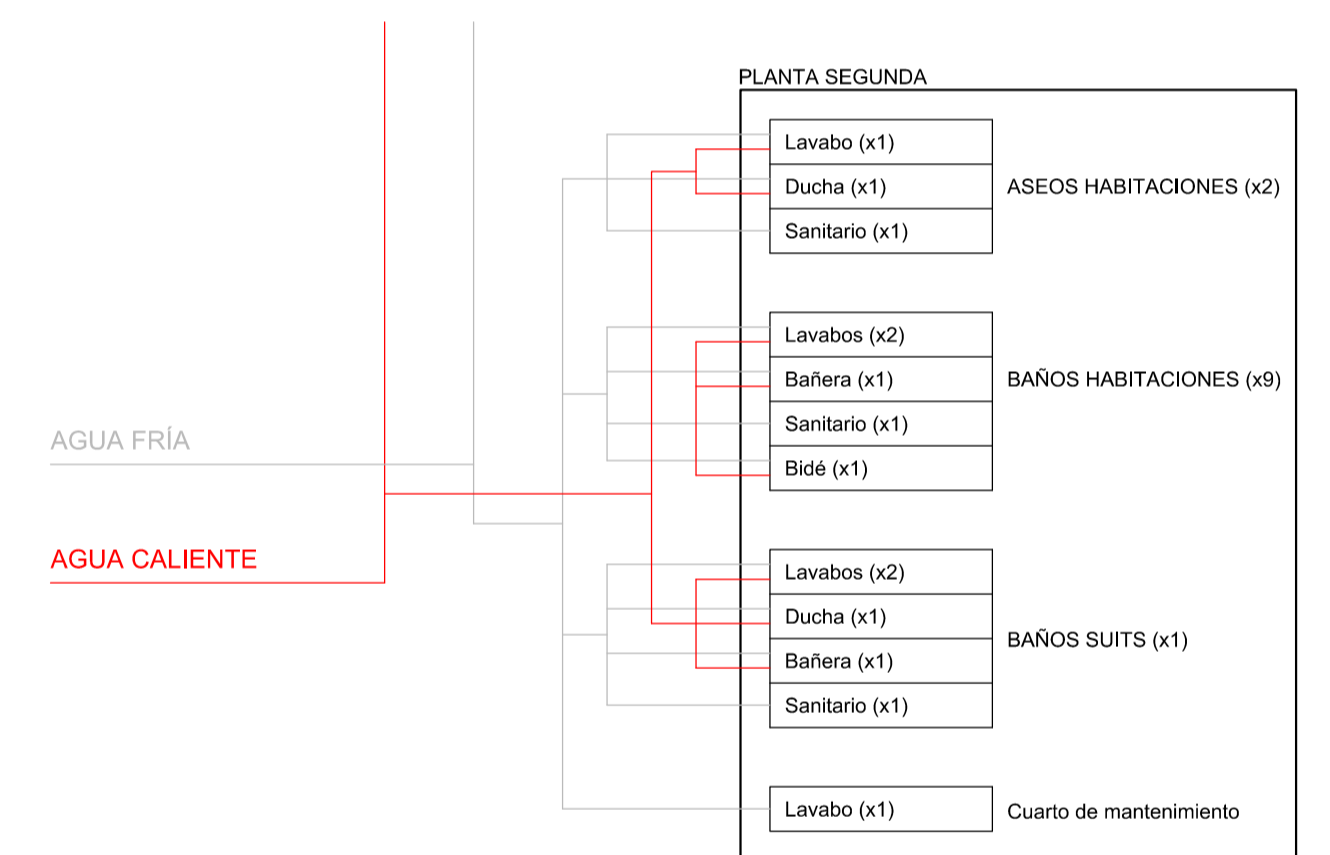 PLANTA SEGUNDA
Lavabo (x1)
Ducha (x1)
Sanitario (x1)
ASEOS HABITACIONES (x2)
Lavabos (x2)
Bañera (x1)
Sanitario (x1)
Bidé (x1)
BAÑOS HABITACIONES (x9)
AGUA FRÍA
AGUA CALIENTE
Lavabos (x2)
Ducha (x1)
Bañera (x1)
Sanitario (x1)
BAÑOS SUITS (x1)
Lavabo (x1)
Cuarto de mantenimiento